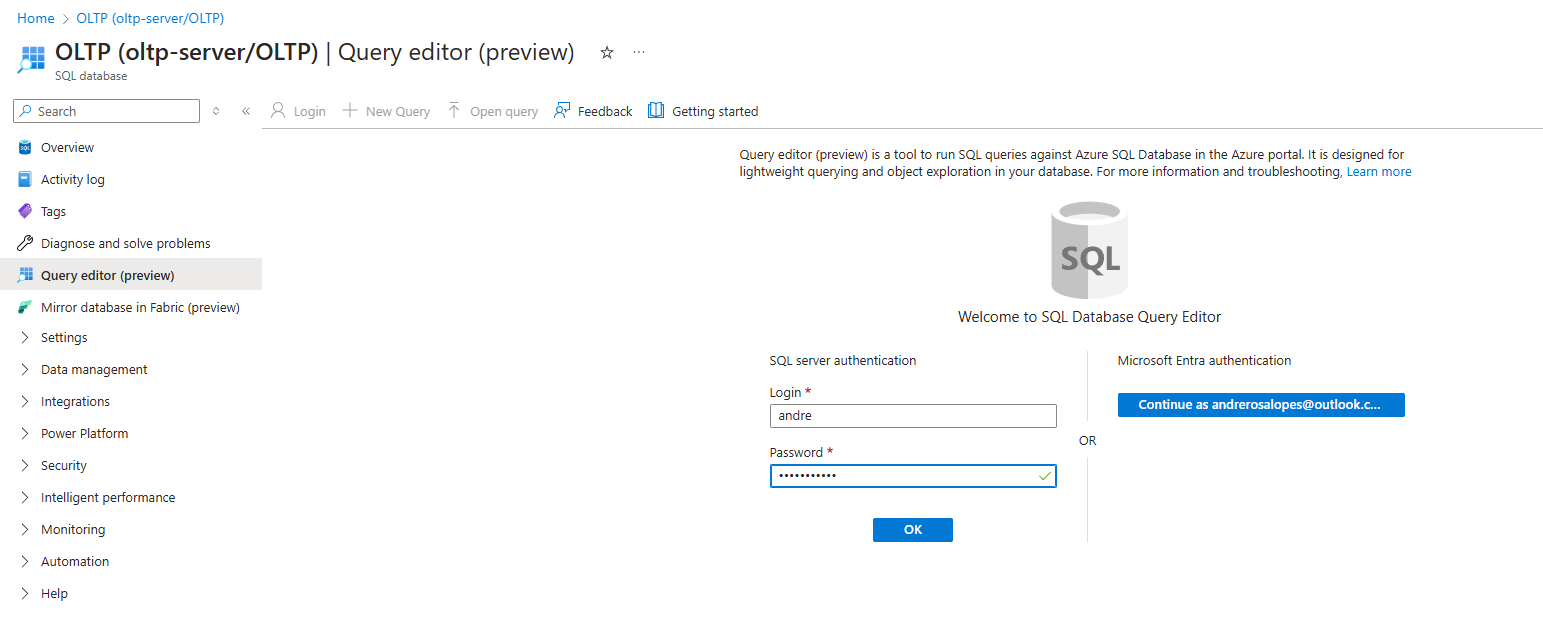 Home > OLTP (oltp-server/OLTP)
OLTP (oltp-server/OLTP) | Query editor (preview) ☆ ···
SQL database
Search
Login
New Query
Open query
Feedback
Getting started
SQL Overview
Activity log
Tags
Diagnose and solve problems
Query editor (preview)
Mirror database in Fabric (preview)
Settings
Data management
Integrations
Power Platform
Security
Intelligent performance
Monitoring
Automation
Help
Query editor (preview) is a tool to run SQL queries against Azure SQL Database in the Azure portal. It is designed for
lightweight querying and object exploration in your database. For more information and troubleshooting, Learn more
SQL
Welcome to SQL Database Query Editor
SQL server authentication
Login *
andre
Password *
•••••••••••
OK
OR
Microsoft Entra authentication
Continue as andrerosalopes@outlook.c...